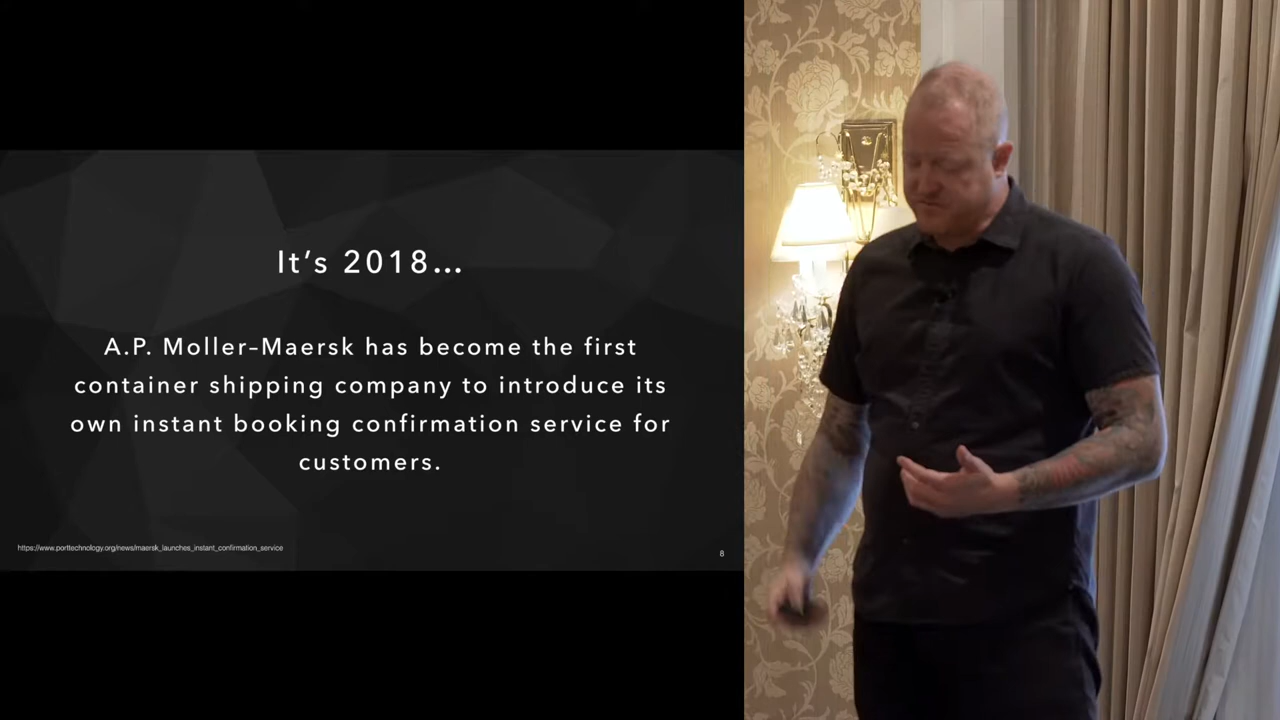 It's 2018...
A.P. Moller–Maersk has become the first
container shipping company to introduce its
own instant booking confirmation service for
customers.
https://www.porttechnology.org/news/maersk_launches_instant_confirmation_service
8